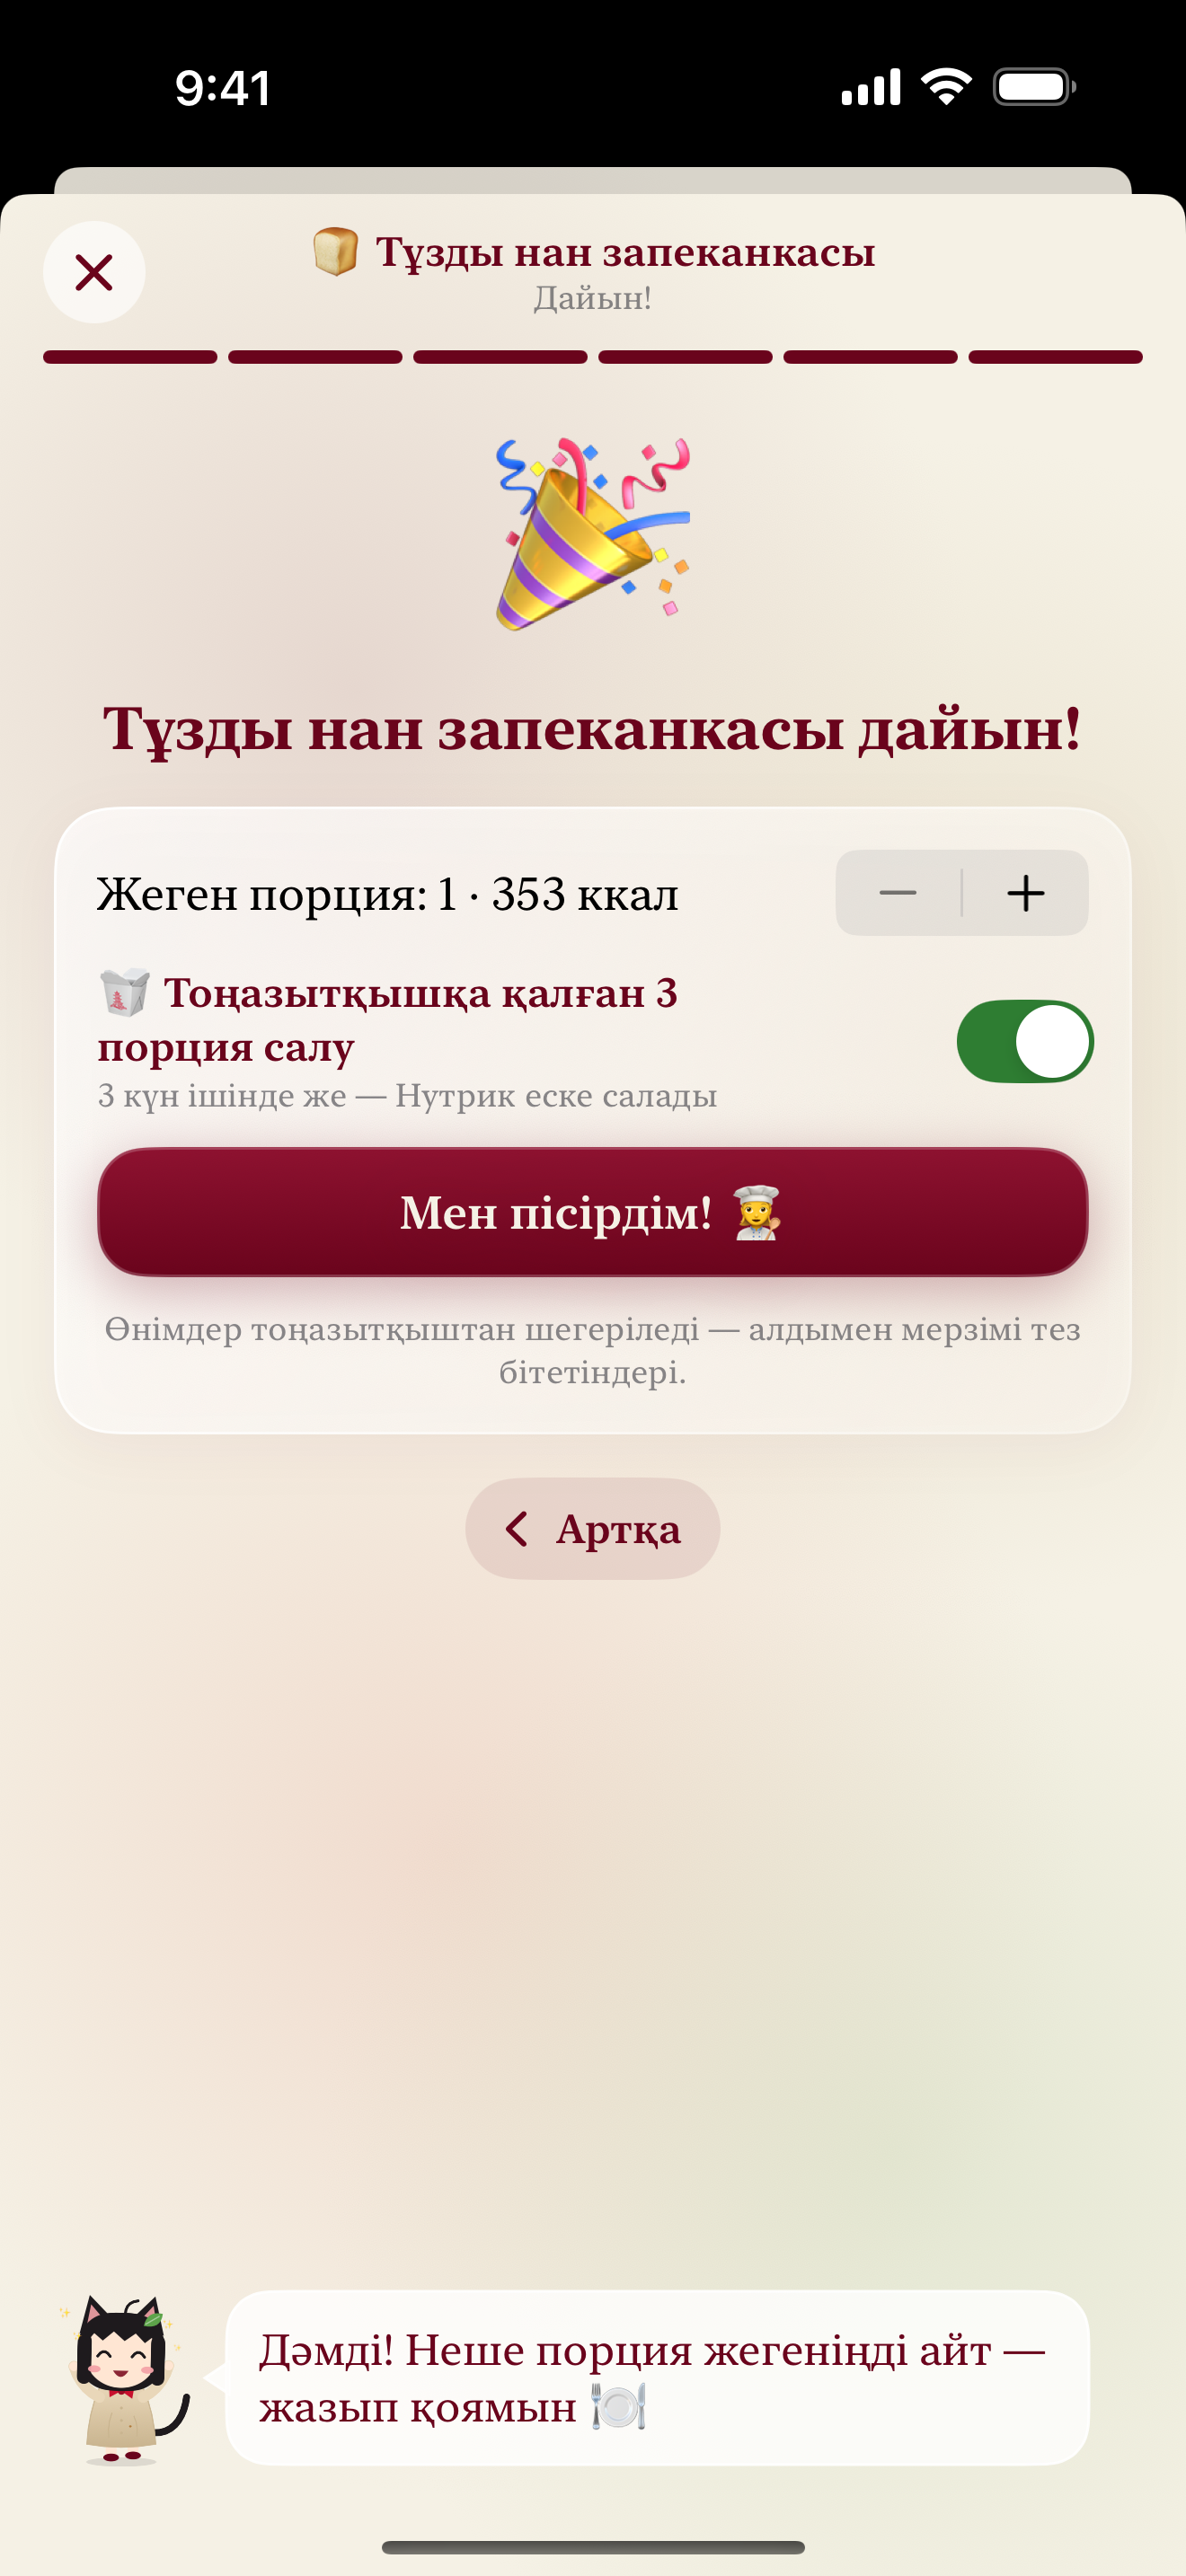 9:41
Тұзды нан запеканкасы
Дайын!
Тұзды нан запеканкасы дайын!
Жеген порция: 1 · 353 ккал
Тоңазытқышқа қалған 3
порция салу
3 күн ішінде же — Нутрик еске салады
Мен пісірдім!
Өнімдер тоңазытқыштан шегеріледі — алдымен мерзімі тез
бітетіндері.
Артқа
Дәмді! Неше порция жегеніңді айт —
жазып қоямын